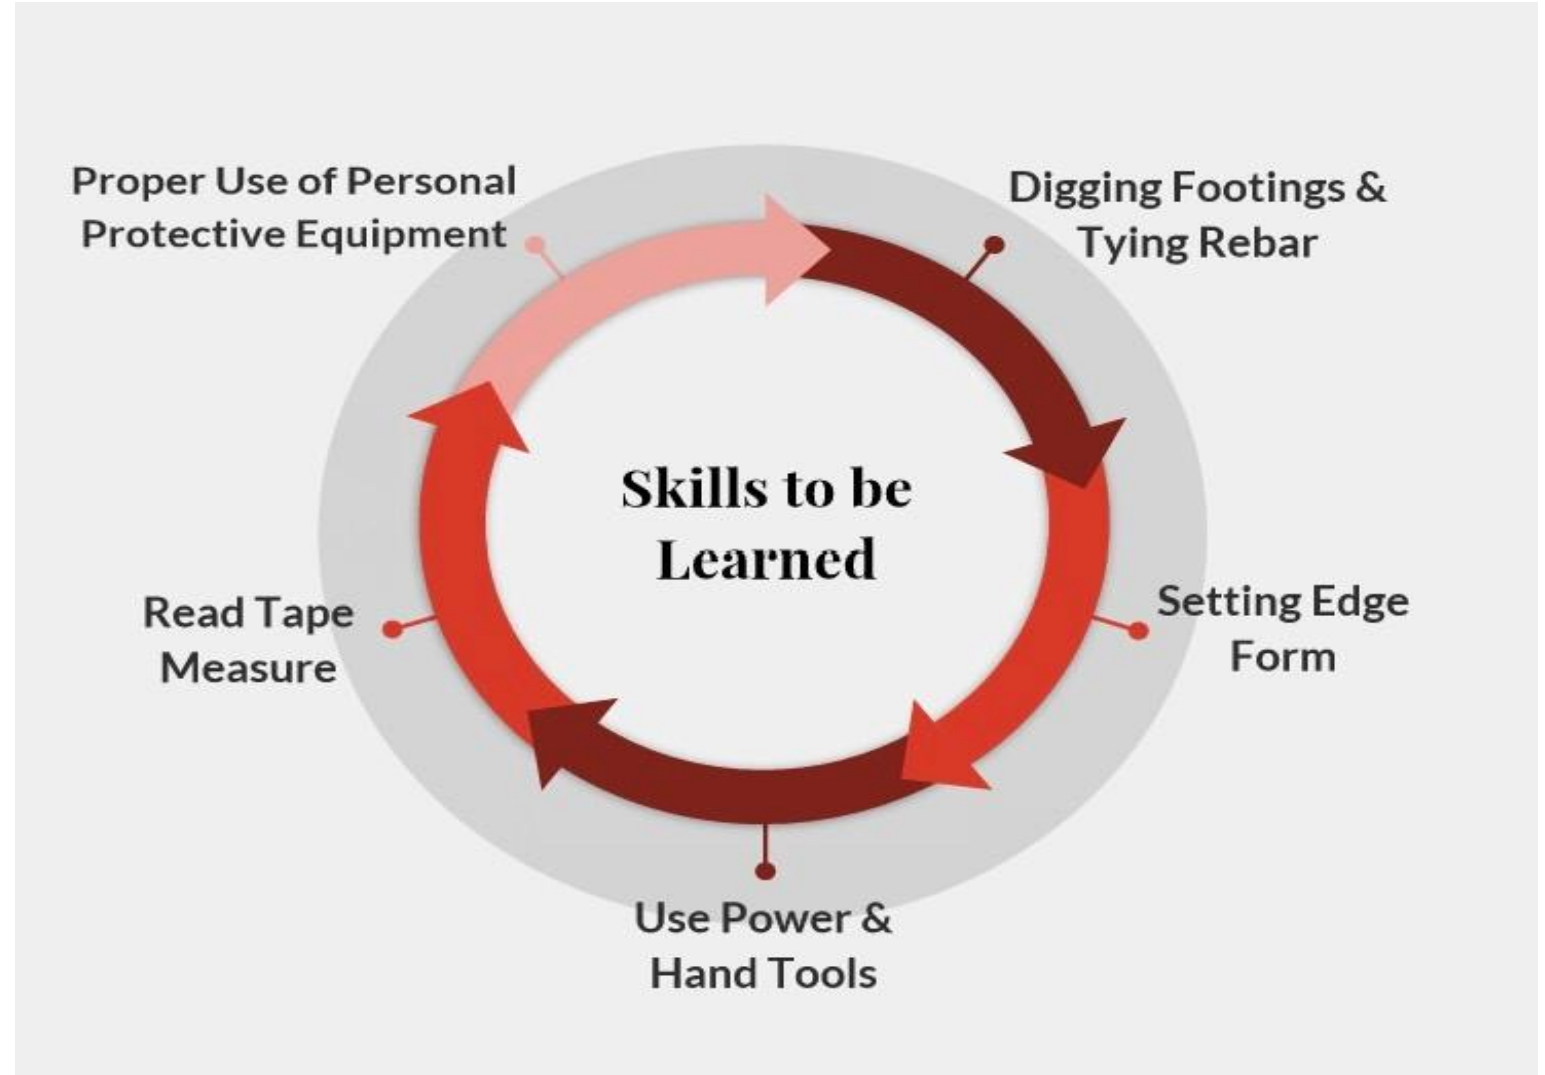 Proper Use of Personal
Protective Equipment
Digging Footings &
Tying Rebar
Skills to be
Learned
Setting Edge
Form
Read Tape
Measure
Use Power &
Hand Tools